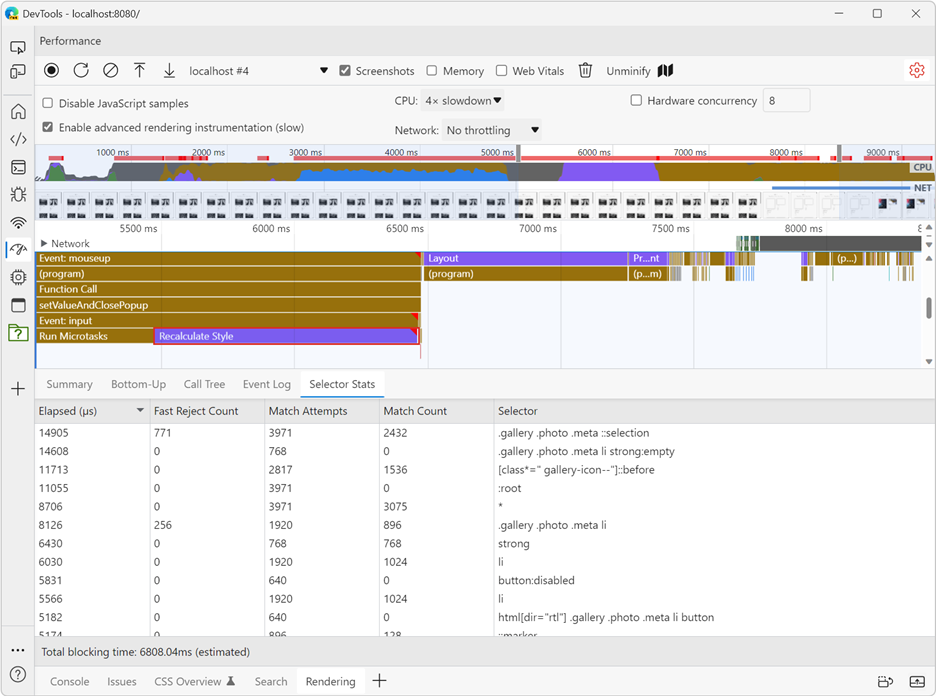 DevTools - localhost:8080/
Performance
localhost #4 Screenshots Memory Web Vitals Unminify
Disable JavaScript samples CPU: 4× slowdown Hardware concurrency 8
Enable advanced rendering instrumentation (slow) Network: No throttling
1000 ms 2000 ms 3000 ms 4000 ms 5000 ms 6000 ms 7000 ms 8000 ms 9000 ms
CPU
NET
5500 ms 6000 ms 6500 ms 7000 ms 7500 ms 8000 ms
Network
Event: mouseup Layout Pr...nt (p...)
(program) (program) (p...m)
Function Call
setValueAndClosePopup
Event: input
Run Microtasks Recalculate Style
Summary Bottom-Up Call Tree Event Log Selector Stats
Elapsed (µs) Fast Reject Count Match Attempts Match Count Selector
14905 771 3971 2432 .gallery .photo .meta ::selection
14608 0 768 0 .gallery .photo .meta li strong:empty
11713 0 2817 1536 [class*=" gallery-icon--"]::before
11055 0 3971 0 :root
8706 0 3971 3075 *
8126 256 1920 896 .gallery .photo .meta li
6430 0 768 768 strong
6030 0 1920 1024 li
5831 0 640 0 button:disabled
5566 0 1920 1024 li
5182 0 640 0 html[dir="rtl"] .gallery .photo .meta li button
5174 0 896 128 ::marker
Total blocking time: 6808.04ms (estimated)
Console Issues CSS Overview Search Rendering